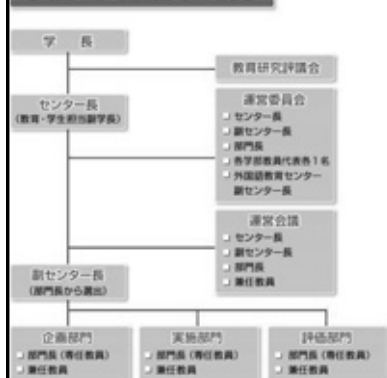 学　長
教育研究評議会
センター長
(教育・学生担当副学長)
運営委員会
□ センター長
□ 副センター長
□ 部門長
□ 各学部教員代表各1名
□ 外国語教育センター
副センター長
運営会議
□ センター長
□ 副センター長
□ 部門長
□ 兼任教員
副センター長
(部門長から選出)
企画部門
□ 部門長（専任教員）
□ 兼任教員
実施部門
□ 部門長（専任教員）
□ 兼任教員
評価部門
□ 部門長（専任教員）
□ 兼任教員